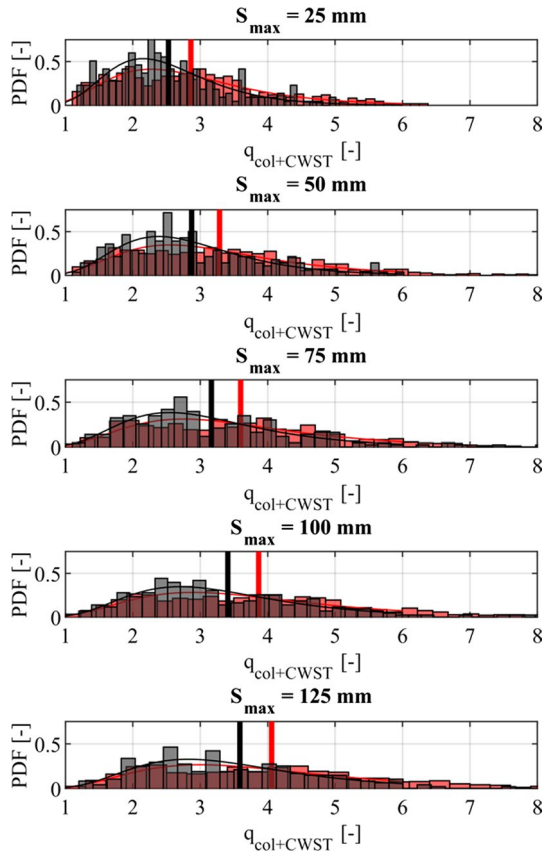 S_max = 25 mm
PDF [-]
0.5
0
1 2 3 4 5 6 7 8
q_col+CWST [-]
S_max = 50 mm
PDF [-]
0.5
0
1 2 3 4 5 6 7 8
q_col+CWST [-]
S_max = 75 mm
PDF [-]
0.5
0
1 2 3 4 5 6 7 8
q_col+CWST [-]
S_max = 100 mm
PDF [-]
0.5
0
1 2 3 4 5 6 7 8
q_col+CWST [-]
S_max = 125 mm
PDF [-]
0.5
0
1 2 3 4 5 6 7 8
q_col+CWST [-]